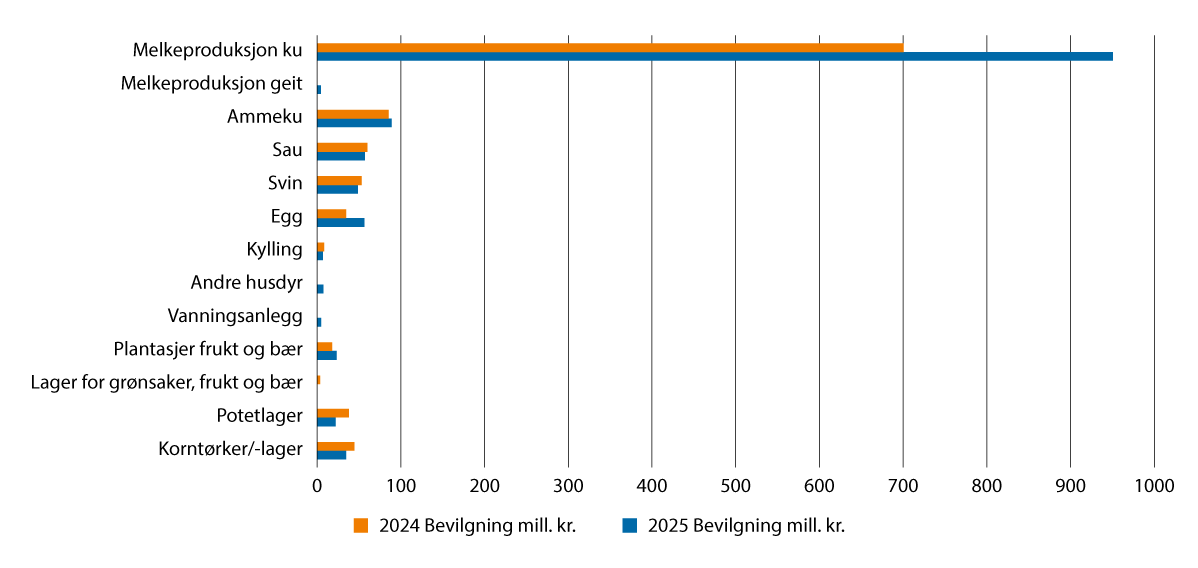 Melkeproduksjon ku
Melkeproduksjon geit
Ammeku
Sau
Svin
Egg
Kylling
Andre husdyr
Vanningsanlegg
Plantasjer frukt og bær
Lager for grønsaker, frukt og bær
Potetlager
Korntørker/-lager
0 100 200 300 400 500 600 700 800 900 1000
2024 Bevilgning mill. kr. 2025 Bevilgning mill. kr.